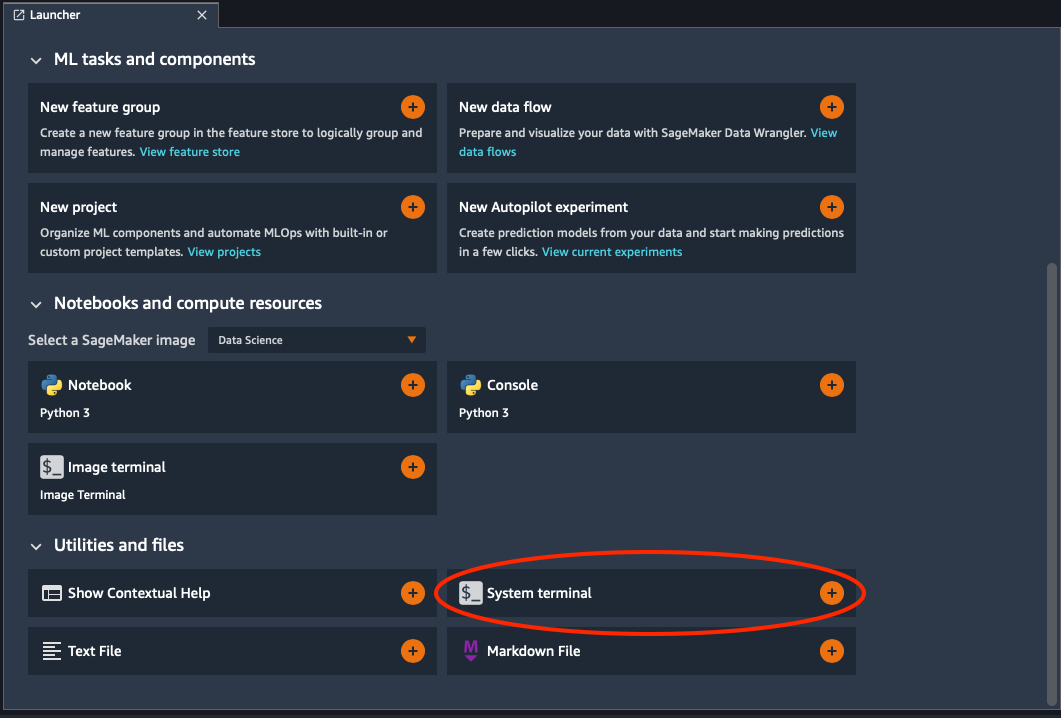 Launcher
ML tasks and components
New feature group
Create a new feature group in the feature store to logically group and
manage features. View feature store
New data flow
Prepare and visualize your data with SageMaker Data Wrangler. View
data flows
New project
Organize ML components and automate MLOps with built-in or
custom project templates. View projects
New Autopilot experiment
Create prediction models from your data and start making predictions
in a few clicks. View current experiments
Notebooks and compute resources
Select a SageMaker image
Data Science
Notebook
Python 3
Console
Python 3
$_ Image terminal
Image Terminal
Utilities and files
Show Contextual Help
$_ System terminal
Text File
M Markdown File